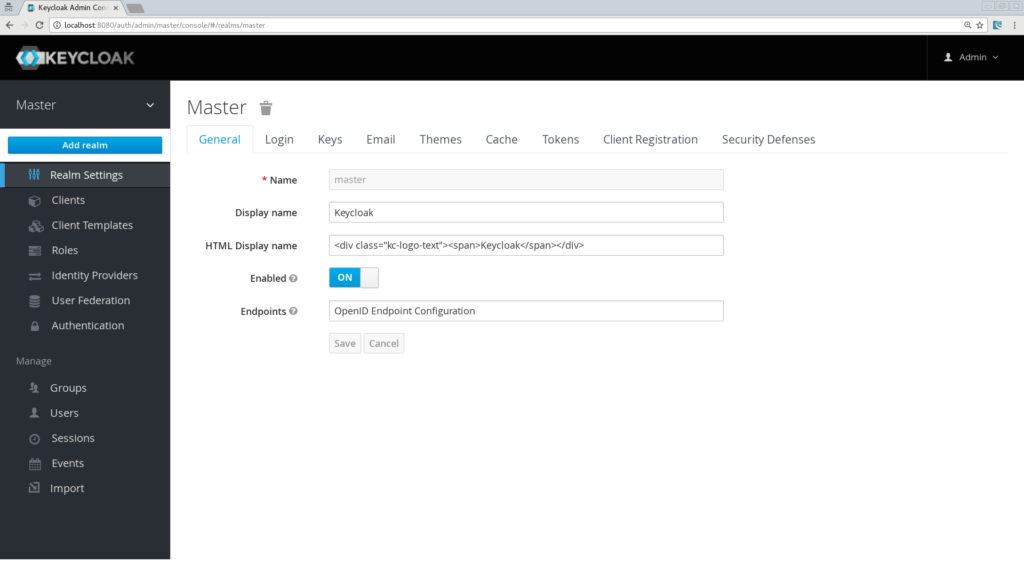 Keycloak Admin Con
localhost:8080/auth/admin/master/console/#/realms/master
KEYCLOAK
Admin
Master
Add realm
Realm Settings
Clients
Client Templates
Roles
Identity Providers
User Federation
Authentication
Manage
Groups
Users
Sessions
Events
Import
Master
General Login Keys Email Themes Cache Tokens Client Registration Security Defenses
* Name master
Display name Keycloak
HTML Display name <div class="kc-logo-text"><span>Keycloak</span></div>
Enabled ON
Endpoints OpenID Endpoint Configuration
Save Cancel